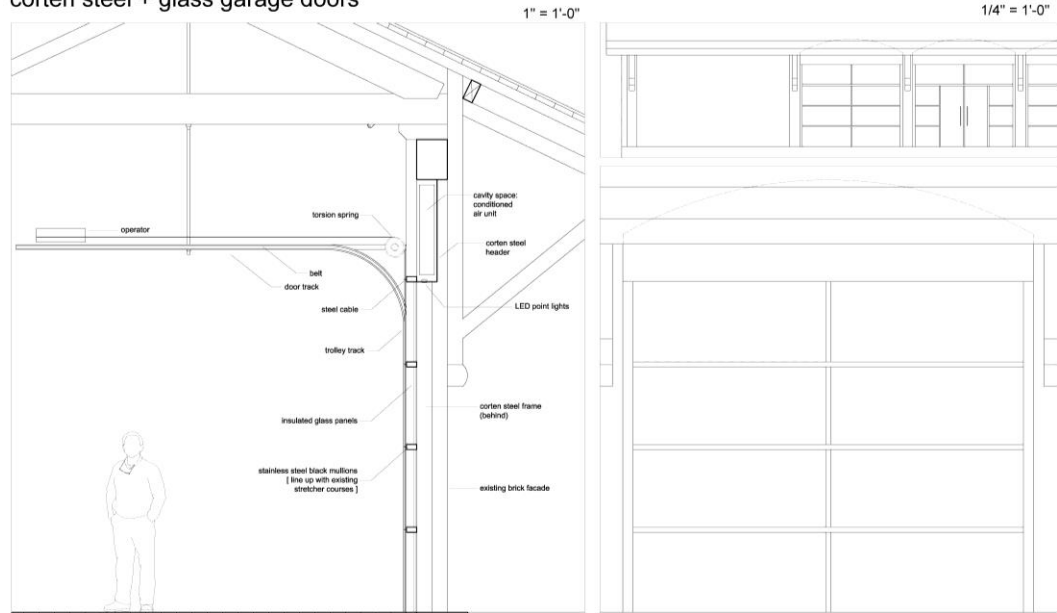 corten steel + glass garage doors
1" = 1'-0"
1/4" = 1'-0"
operator
torsion spring
cavity space:
conditioned
air unit
corten steel
header
belt
door track
steel cable
LED point lights
trolley track
insulated glass panels
corten steel frame
(behind)
stainless steel black mullions
[ line up with existing
stretcher courses ]
existing brick facade